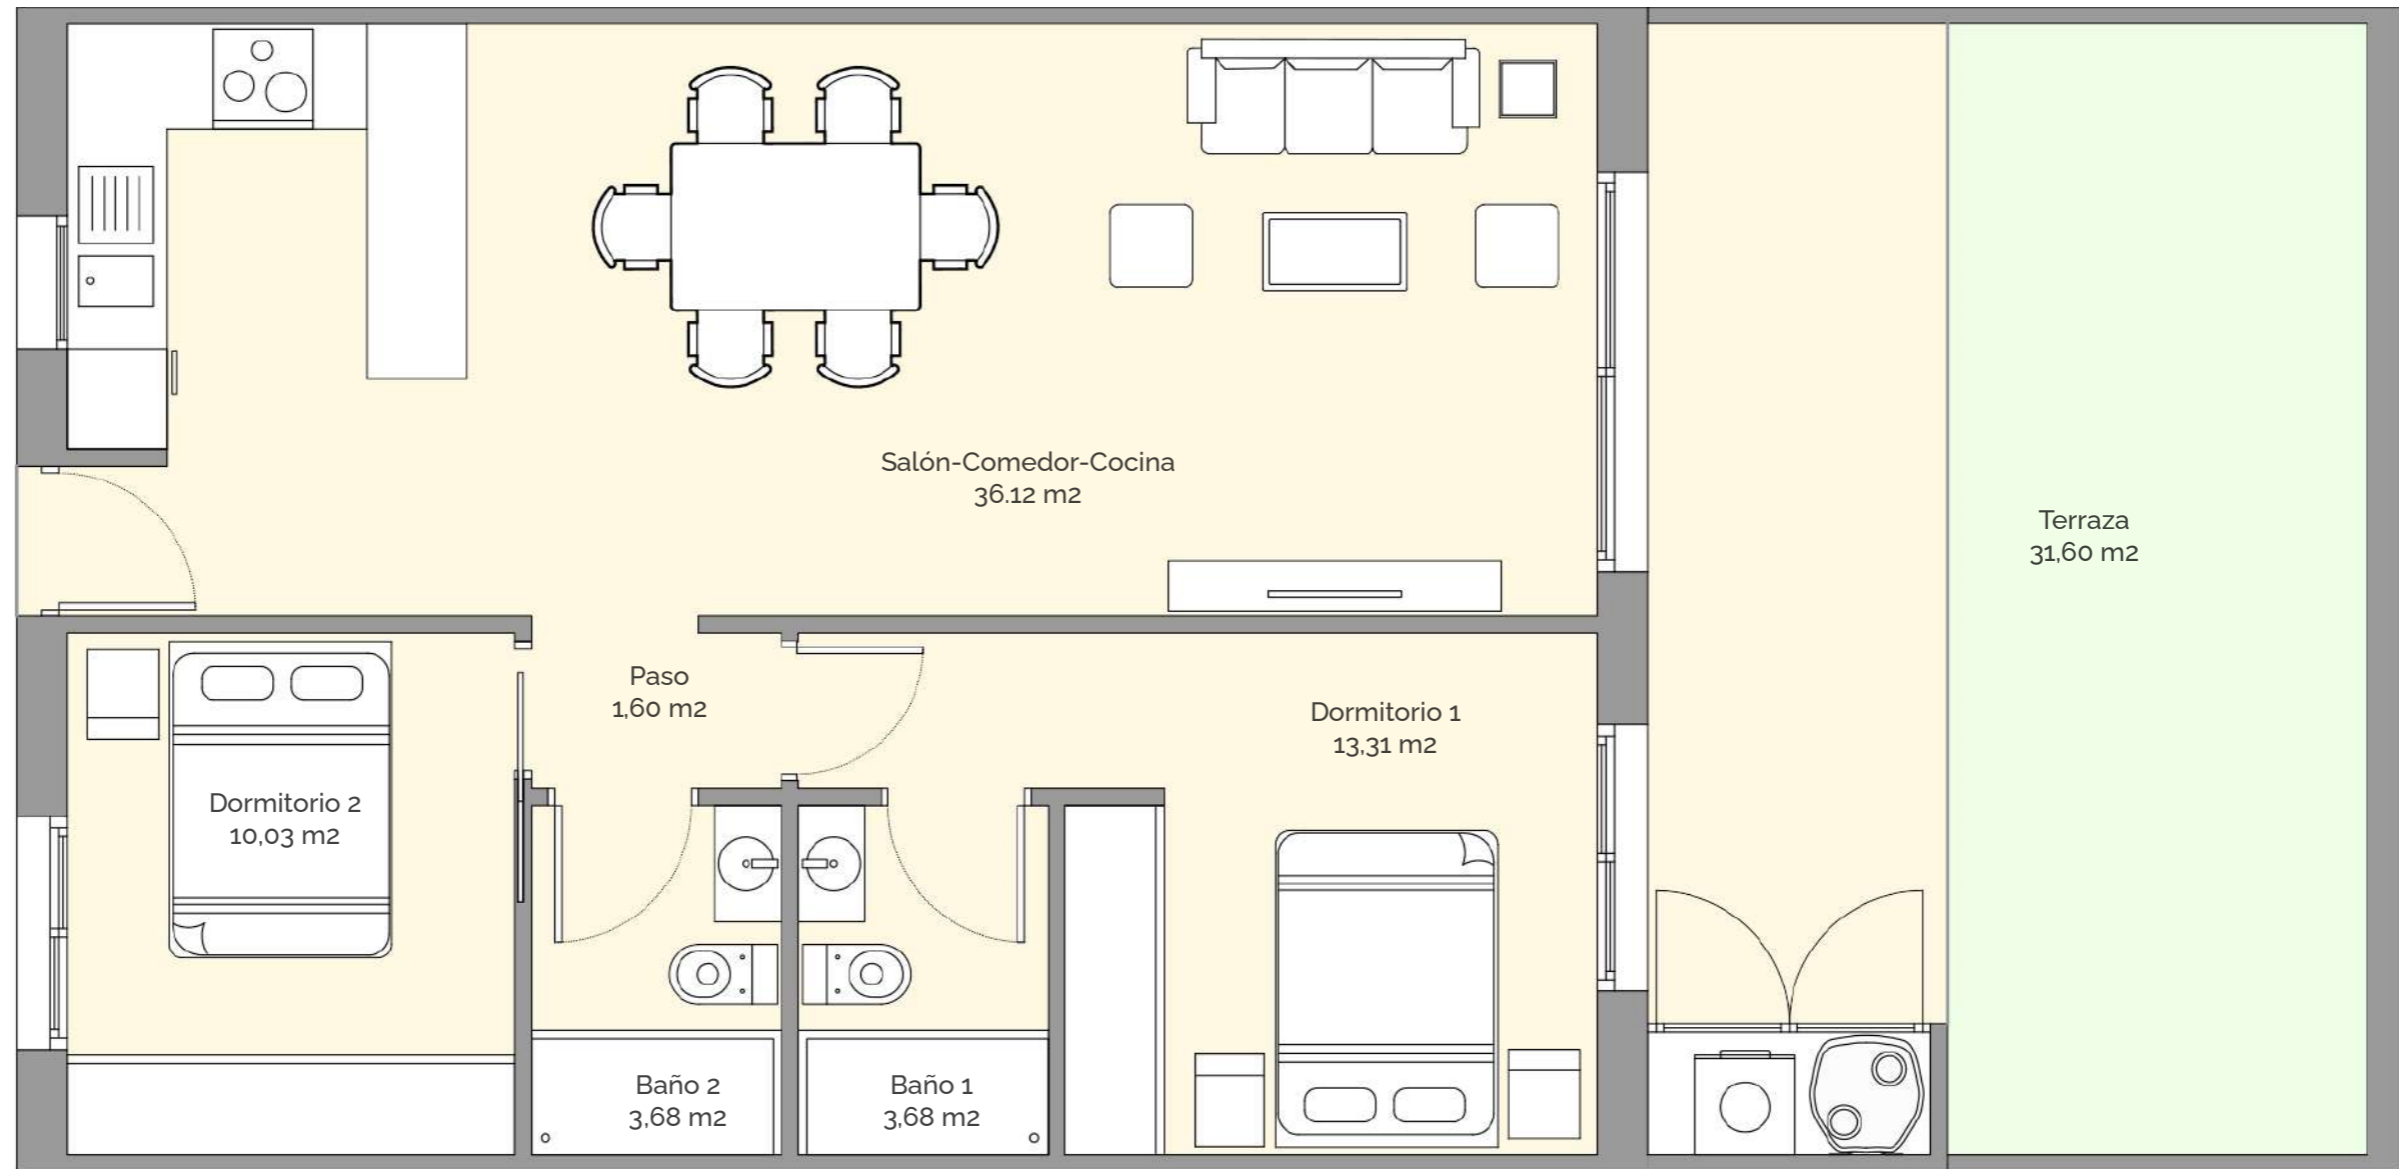 Salón-Comedor-Cocina
36.12 m2
Terraza
31,60 m2
Paso
1,60 m2
Dormitorio 1
13,31 m2
Dormitorio 2
10,03 m2
Baño 2
3,68 m2
Baño 1
3,68 m2